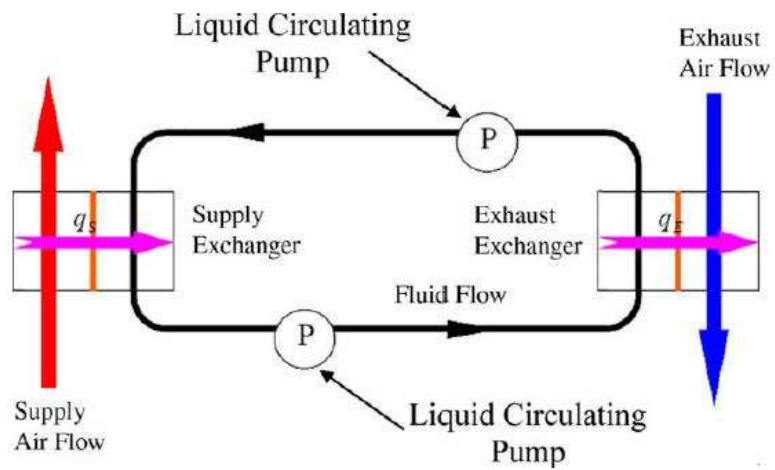 Liquid Circulating
Pump
Exhaust
Air Flow
P
q_S
Supply
Exchanger
Exhaust
Exchanger
q_E
Fluid Flow
P
Supply
Air Flow
Liquid Circulating
Pump